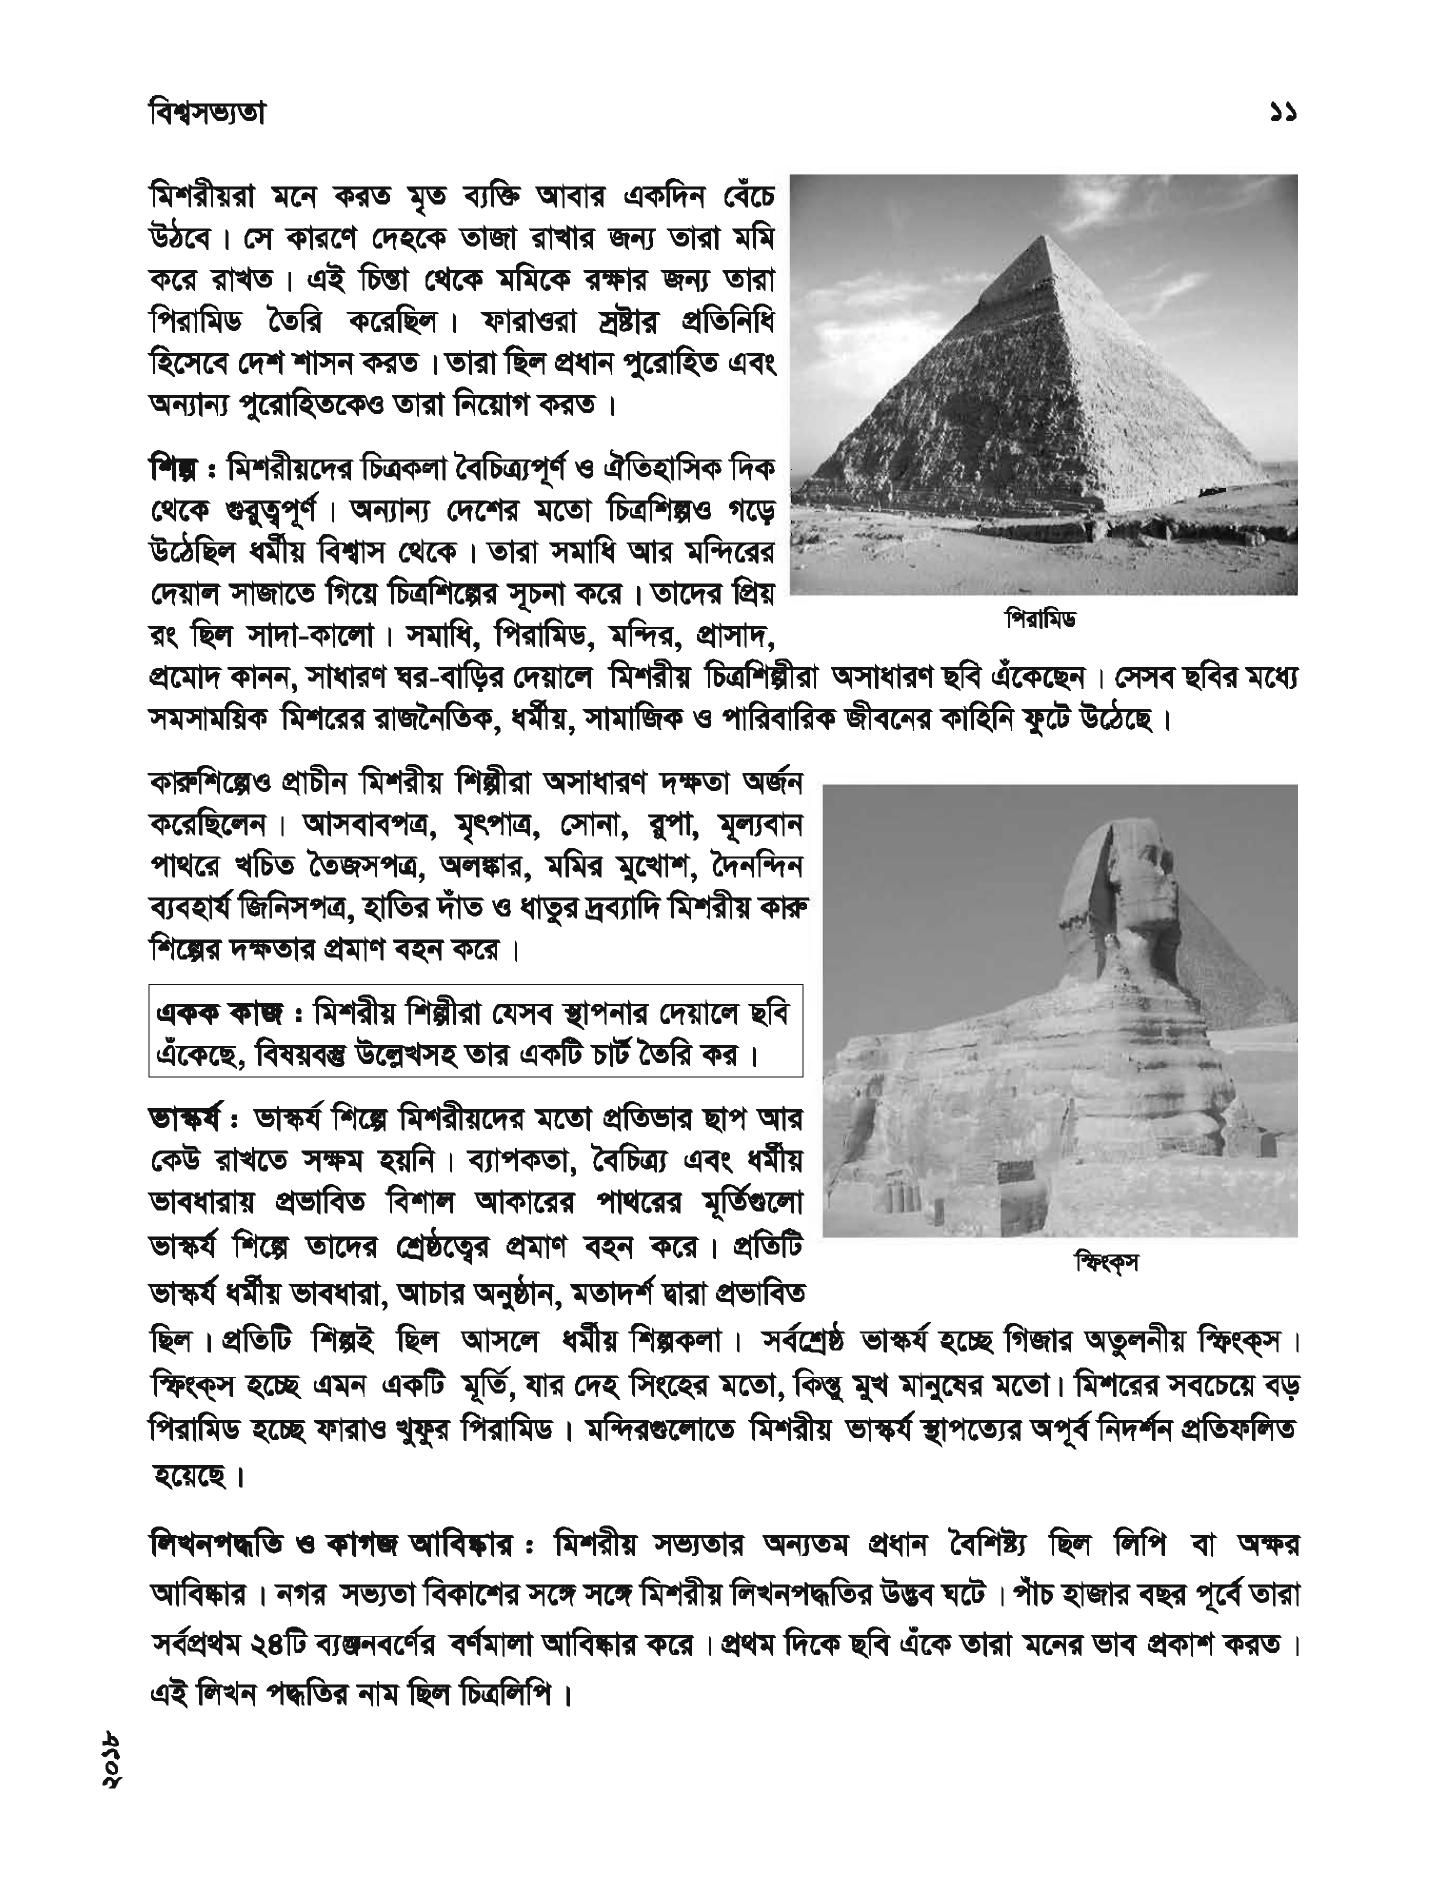 বিশ্বসভ্যতা
১১
মিশরীয়রা মনে করত মৃত ব্যক্তি আবার একদিন বেঁচে
উঠবে। সে কারণে দেহকে তাজা রাখার জন্য তারা মমি
করে রাখত। এই চিন্তা থেকে মমিকে রক্ষার জন্য তারা
পিরামিড তৈরি করেছিল। ফারাওরা স্রষ্টার প্রতিনিধি
হিসেবে দেশ শাসন করত। তারা ছিল প্রধান পুরোহিত এবং
অন্যান্য পুরোহিতকেও তারা নিয়োগ করত।
শিল্প : মিশরীয়দের চিত্রকলা বৈচিত্র্যপূর্ণ ও ঐতিহাসিক দিক
থেকে গুরুত্বপূর্ণ। অন্যান্য দেশের মতো চিত্রশিল্পও গড়ে
উঠেছিল ধর্মীয় বিশ্বাস থেকে। তারা সমাধি আর মন্দিরের
দেয়াল সাজাতে গিয়ে চিত্রশিল্পের সূচনা করে। তাদের প্রিয়
রং ছিল সাদা-কালো। সমাধি, পিরামিড, মন্দির, প্রাসাদ,
প্রমোদ কানন, সাধারণ ঘর-বাড়ির দেয়ালে মিশরীয় চিত্রশিল্পীরা অসাধারণ ছবি এঁকেছেন। সেসব ছবির মধ্যে
সমসাময়িক মিশরের রাজনৈতিক, ধর্মীয়, সামাজিক ও পারিবারিক জীবনের কাহিনি ফুটে উঠেছে।
পিরামিড
কারুশিল্পেও প্রাচীন মিশরীয় শিল্পীরা অসাধারণ দক্ষতা অর্জন
করেছিলেন। আসবাবপত্র, মৃৎপাত্র, সোনা, রুপা, মূল্যবান
পাথরে খচিত তৈজসপত্র, অলঙ্কার, মমির মুখোশ, দৈনন্দিন
ব্যবহার্য জিনিসপত্র, হাতির দাঁত ও ধাতুর দ্রব্যাদি মিশরীয় কারু
শিল্পের দক্ষতার প্রমাণ বহন করে।
একক কাজ : মিশরীয় শিল্পীরা যেসব স্থাপনার দেয়ালে ছবি
এঁকেছে, বিষয়বস্তু উল্লেখসহ তার একটি চার্ট তৈরি কর।
ভাস্কর্য : ভাস্কর্য শিল্পে মিশরীয়দের মতো প্রতিভার ছাপ আর
কেউ রাখতে সক্ষম হয়নি। ব্যাপকতা, বৈচিত্র্য এবং ধর্মীয়
ভাবধারায় প্রভাবিত বিশাল আকারের পাথরের মূর্তিগুলো
ভাস্কর্য শিল্পে তাদের শ্রেষ্ঠত্বের প্রমাণ বহন করে। প্রতিটি
ভাস্কর্য ধর্মীয় ভাবধারা, আচার অনুষ্ঠান, মতাদর্শ দ্বারা প্রভাবিত
স্ফিংক্‌স
ছিল। প্রতিটি শিল্পই ছিল আসলে ধর্মীয় শিল্পকলা। সর্বশ্রেষ্ঠ ভাস্কর্য হচ্ছে গিজার অতুলনীয় স্ফিংক্‌স।
স্ফিংক্‌স হচ্ছে এমন একটি মূর্তি, যার দেহ সিংহের মতো, কিন্তু মুখ মানুষের মতো। মিশরের সবচেয়ে বড়
পিরামিড হচ্ছে ফারাও খুফুর পিরামিড। মন্দিরগুলোতে মিশরীয় ভাস্কর্য স্থাপত্যের অপূর্ব নিদর্শন প্রতিফলিত
হয়েছে।
লিখনপদ্ধতি ও কাগজ আবিষ্কার : মিশরীয় সভ্যতার অন্যতম প্রধান বৈশিষ্ট্য ছিল লিপি বা অক্ষর
আবিষ্কার। নগর সভ্যতা বিকাশের সঙ্গে সঙ্গে মিশরীয় লিখনপদ্ধতির উদ্ভব ঘটে। পাঁচ হাজার বছর পূর্বে তারা
সর্বপ্রথম ২৪টি ব্যঞ্জনবর্ণের বর্ণমালা আবিষ্কার করে। প্রথম দিকে ছবি এঁকে তারা মনের ভাব প্রকাশ করত।
এই লিখন পদ্ধতির নাম ছিল চিত্রলিপি।
২০১৮